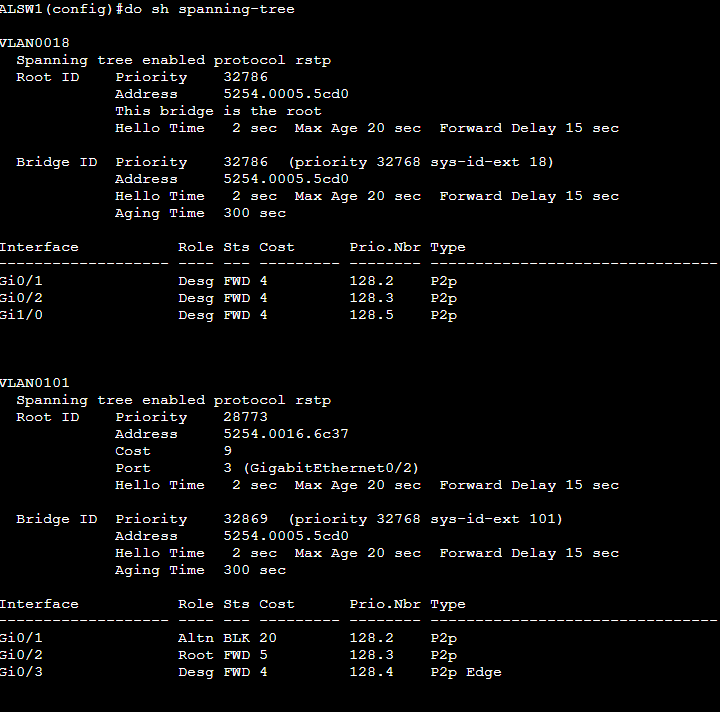 ALSW1(config)#do sh spanning-tree
VLAN0018
Spanning tree enabled protocol rstp
Root ID    Priority    32786
Address     5254.0005.5cd0
This bridge is the root
Hello Time   2 sec  Max Age 20 sec  Forward Delay 15 sec
Bridge ID  Priority    32786  (priority 32768 sys-id-ext 18)
Address     5254.0005.5cd0
Hello Time   2 sec  Max Age 20 sec  Forward Delay 15 sec
Aging Time  300 sec
Interface           Role Sts Cost      Prio.Nbr Type
------------------- ---- --- --------- -------- --------------------------------
Gi0/1               Desg FWD 4         128.2    P2p
Gi0/2               Desg FWD 4         128.3    P2p
Gi1/0               Desg FWD 4         128.5    P2p
VLAN0101
Spanning tree enabled protocol rstp
Root ID    Priority    28773
Address     5254.0016.6c37
Cost        9
Port        3 (GigabitEthernet0/2)
Hello Time   2 sec  Max Age 20 sec  Forward Delay 15 sec
Bridge ID  Priority    32869  (priority 32768 sys-id-ext 101)
Address     5254.0005.5cd0
Hello Time   2 sec  Max Age 20 sec  Forward Delay 15 sec
Aging Time  300 sec
Interface           Role Sts Cost      Prio.Nbr Type
------------------- ---- --- --------- -------- --------------------------------
Gi0/1               Altn BLK 20        128.2    P2p
Gi0/2               Root FWD 5         128.3    P2p
Gi0/3               Desg FWD 4         128.4    P2p Edge